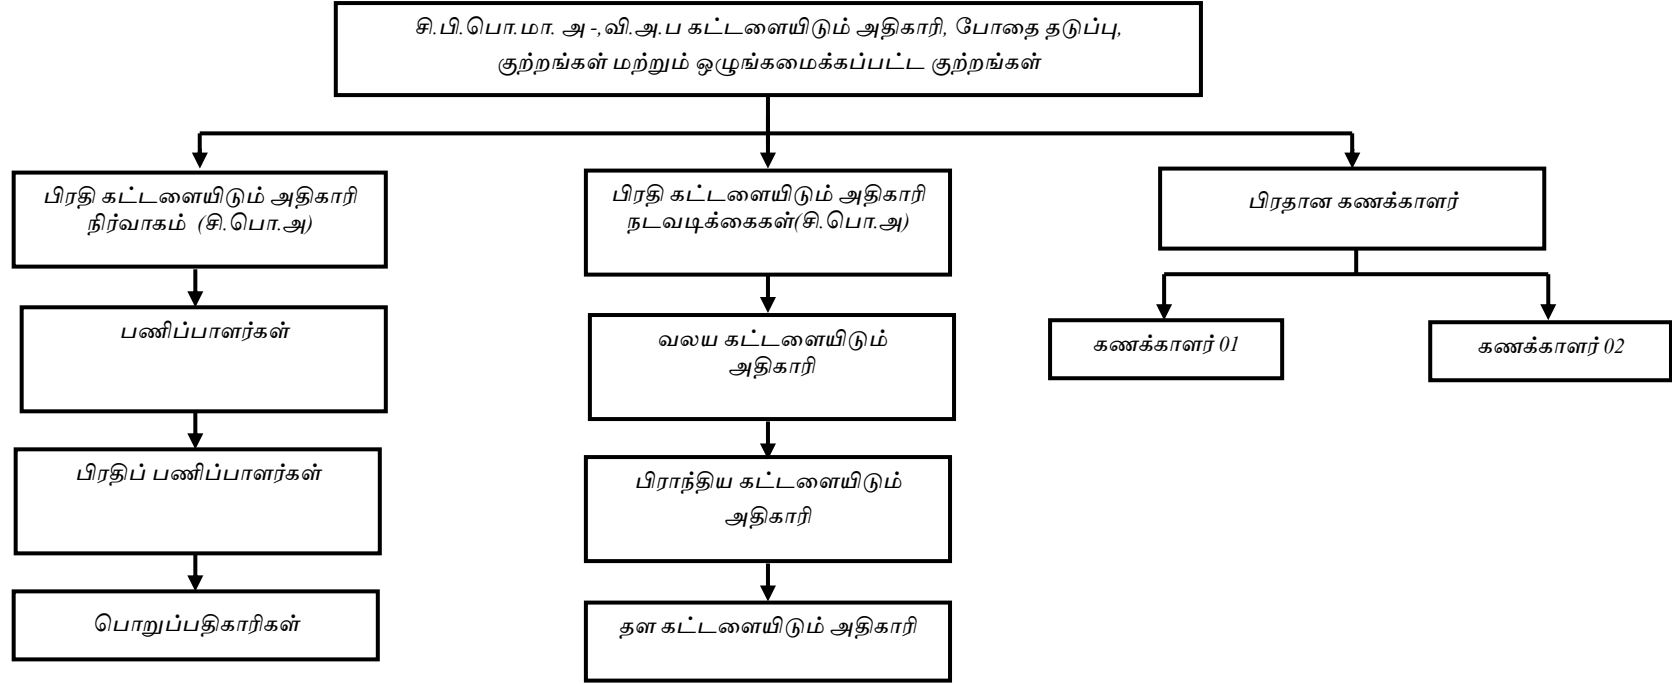 சி.பி.பொ.மா. அ -,வி.அ.ப கட்டளையிடும் அதிகாரி, போதை தடுப்பு,
குற்றங்கள் மற்றும் ஒழுங்கமைக்கப்பட்ட குற்றங்கள்
பிரதி கட்டளையிடும் அதிகாரி
நிர்வாகம் (சி.பொ.அ)
பிரதி கட்டளையிடும் அதிகாரி
நடவடிக்கைகள்(சி.பொ.அ)
பிரதான கணக்காளர்
பணிப்பாளர்கள்
வலய கட்டளையிடும்
அதிகாரி
கணக்காளர் 01
கணக்காளர் 02
பிரதிப் பணிப்பாளர்கள்
பிராந்திய கட்டளையிடும்
அதிகாரி
பொறுப்பதிகாரிகள்
தள கட்டளையிடும் அதிகாரி